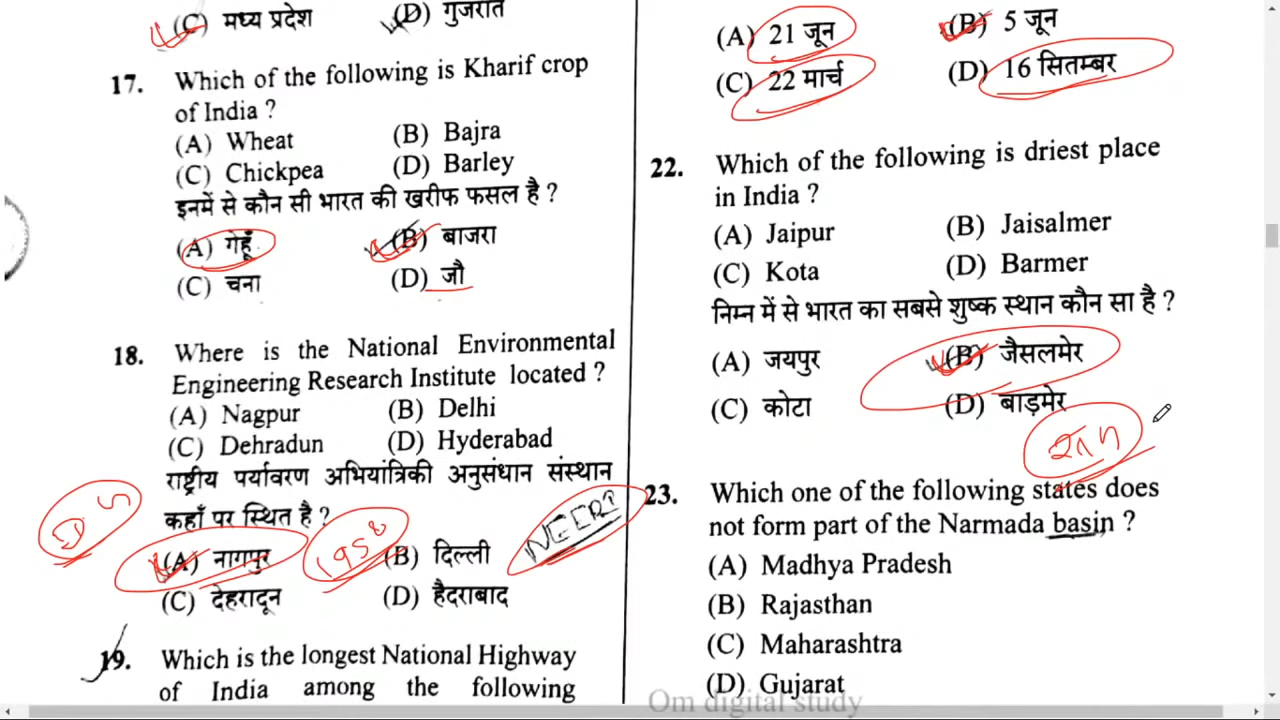 (C) मध्य प्रदेश (D) गुजरात
17. Which of the following is Kharif crop
of India ?
(A) Wheat (B) Bajra
(C) Chickpea (D) Barley
इनमें से कौन सी भारत की खरीफ फसल है ?
(A) गेहूँ (B) बाजरा
(C) चना (D) जौ
18. Where is the National Environmental
Engineering Research Institute located ?
(A) Nagpur (B) Delhi
(C) Dehradun (D) Hyderabad
राष्ट्रीय पर्यावरण अभियांत्रिकी अनुसंधान संस्थान
कहाँ पर स्थित है ?
NEERI
1958
(A) नागपुर (B) दिल्ली
(C) देहरादून (D) हैदराबाद
19. Which is the longest National Highway
of India among the following
(A) 21 जून (B) 5 जून
(C) 22 मार्च (D) 16 सितम्बर
22. Which of the following is driest place
in India ?
(A) Jaipur (B) Jaisalmer
(C) Kota (D) Barmer
निम्न में से भारत का सबसे शुष्क स्थान कौन सा है ?
(A) जयपुर (B) जैसलमेर
(C) कोटा (D) बाड़मेर
23. Which one of the following states does
not form part of the Narmada basin ?
(A) Madhya Pradesh
(B) Rajasthan
(C) Maharashtra
(D) Gujarat
Om digital study